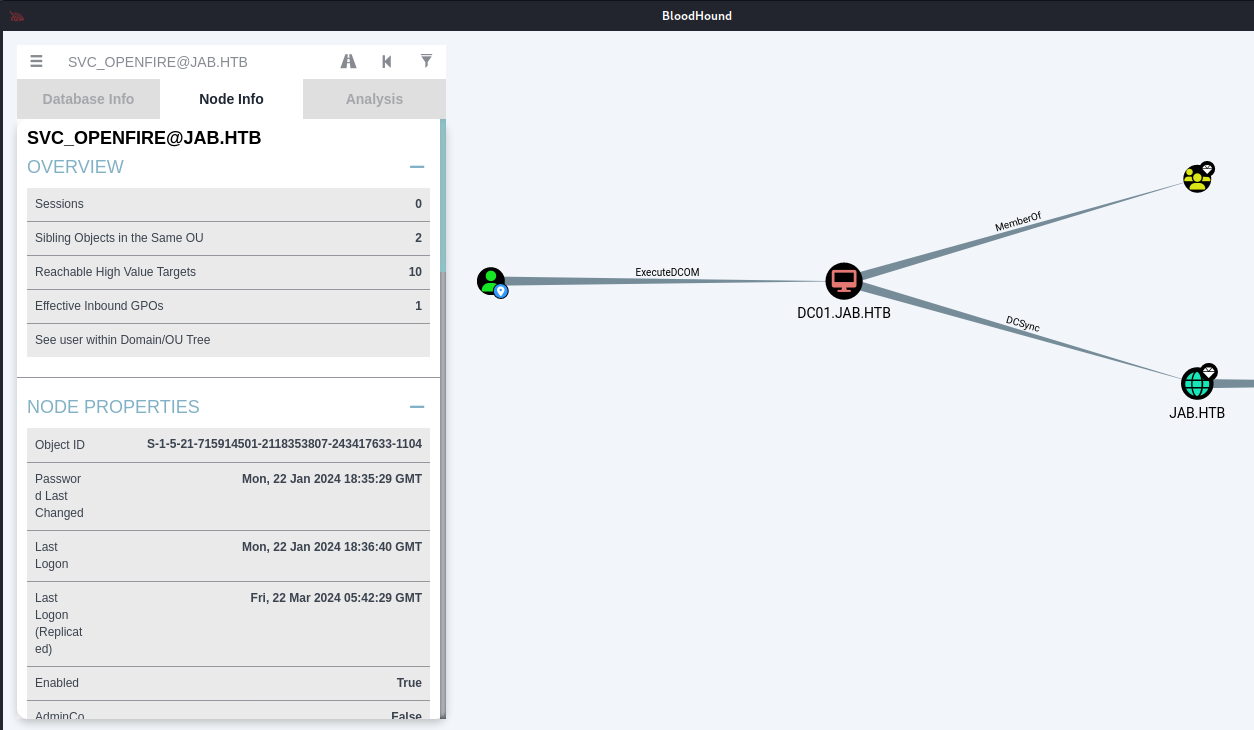 BloodHound
SVC_OPENFIRE@JAB.HTB
Database Info Node Info Analysis
SVC_OPENFIRE@JAB.HTB
OVERVIEW
Sessions 0
Sibling Objects in the Same OU 2
Reachable High Value Targets 10
Effective Inbound GPOs 1
See user within Domain/OU Tree
NODE PROPERTIES
Object ID S-1-5-21-715914501-2118353807-243417633-1104
Passwor Mon, 22 Jan 2024 18:35:29 GMT
d Last
Changed
Last Mon, 22 Jan 2024 18:36:40 GMT
Logon
Last Fri, 22 Mar 2024 05:42:29 GMT
Logon
(Replicat
ed)
Enabled True
AdminCo False
ExecuteDCOM
DC01.JAB.HTB
MemberOf
DCSync
JAB.HTB